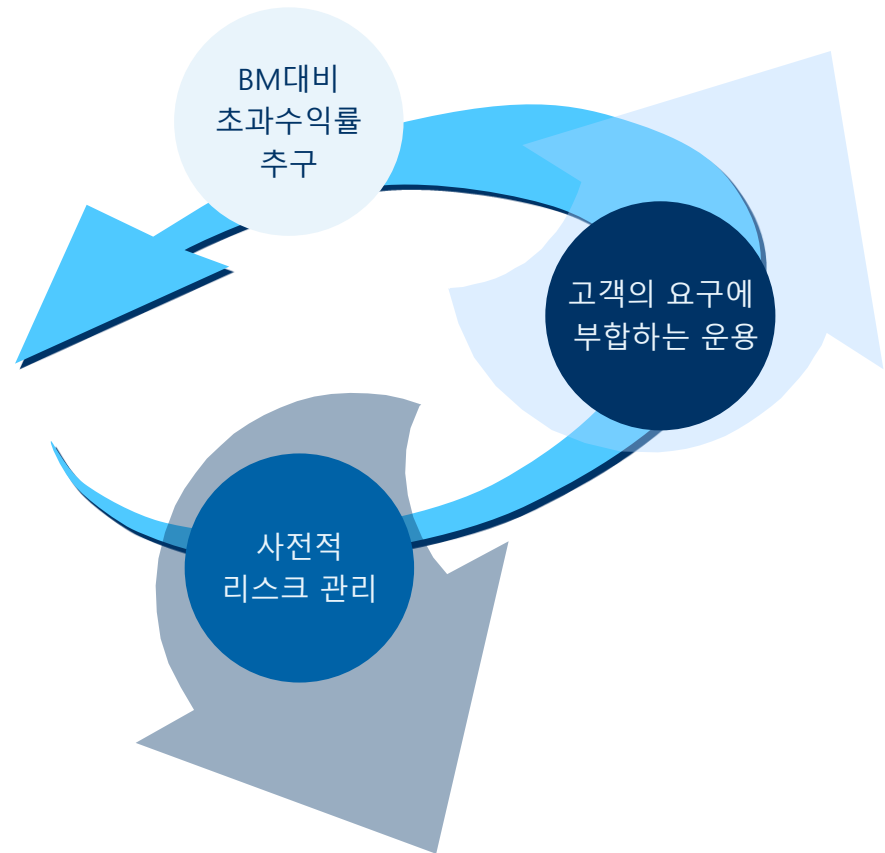 BM대비
초과수익률
추구
고객의 요구에
부합하는 운용
사전적
리스크 관리